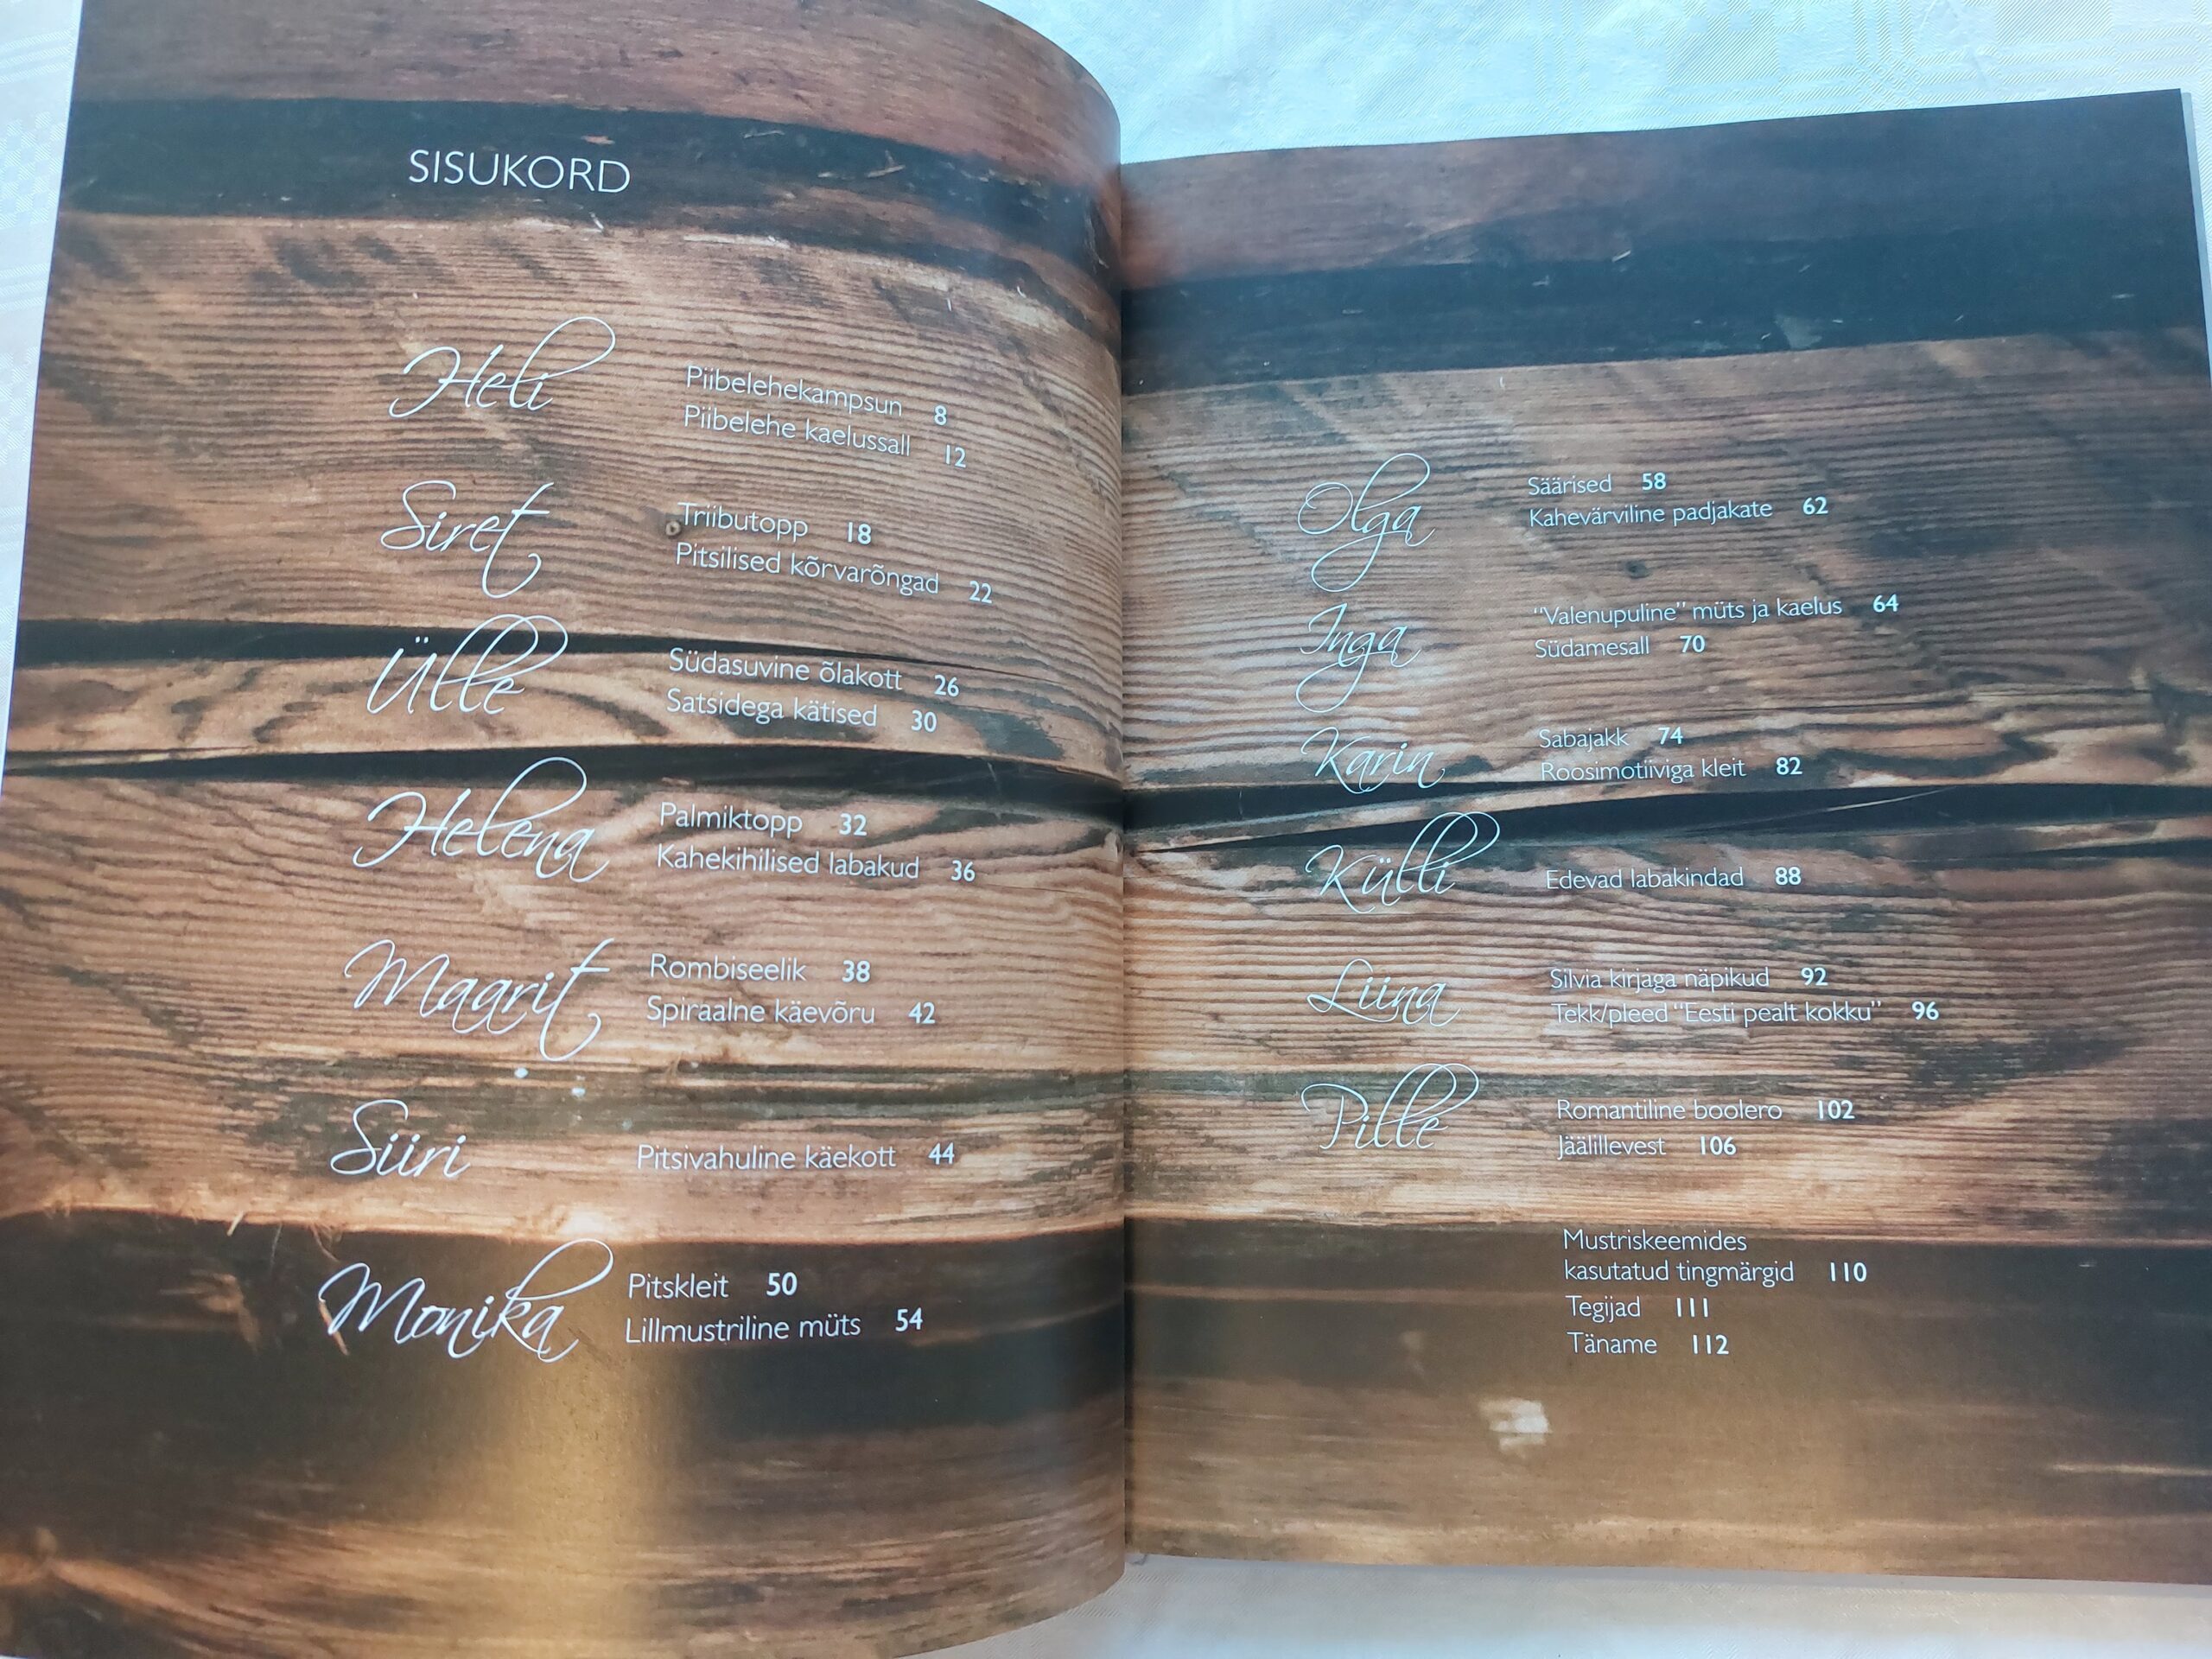 SISUKORD
Heli
Piibelehekampsun 8
Piibelehe kaelussall 12
Siret
Triibutopp 18
Pitsilised kõrvarõngad 22
Ülle
Südasuvine õlakott 26
Satsidega kätised 30
Helena
Palmiktopp 32
Kahekihilised labakud 36
Maarit
Rombiseelik 38
Spiraalne käevõru 42
Siiri
Pitsivahuline käekott 44
Monika
Pitskleit 50
Lillmustriline müts 54
Olga
Säärised 58
Kahevärviline padjakate 62
Inga
“Valenupuline” müts ja kaelus 64
Südamesall 70
Karin
Sabajakk 74
Roosimotiiviga kleit 82
Külli
Edevad labakindad 88
Liina
Silvia kirjaga näpikud 92
Tekk/pleed “Eesti pealt kokku” 96
Pille
Romantiline boolero 102
Jäälillevest 106
Mustriskeemides
kasutatud tingmärgid 110
Tegijad 111
Täname 112